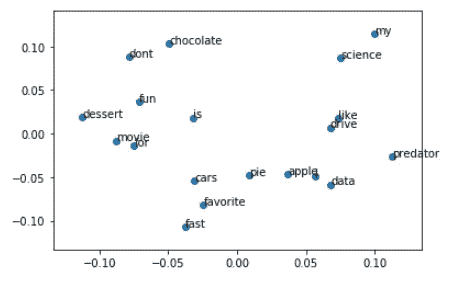 0.10
0.05
0.00
−0.05
−0.10
my
chocolate
dont
science
fun
dessert
is
like
drive
movie
for
predator
pie
apple
cars
data
favorite
fast
−0.10
−0.05
0.00
0.05
0.10